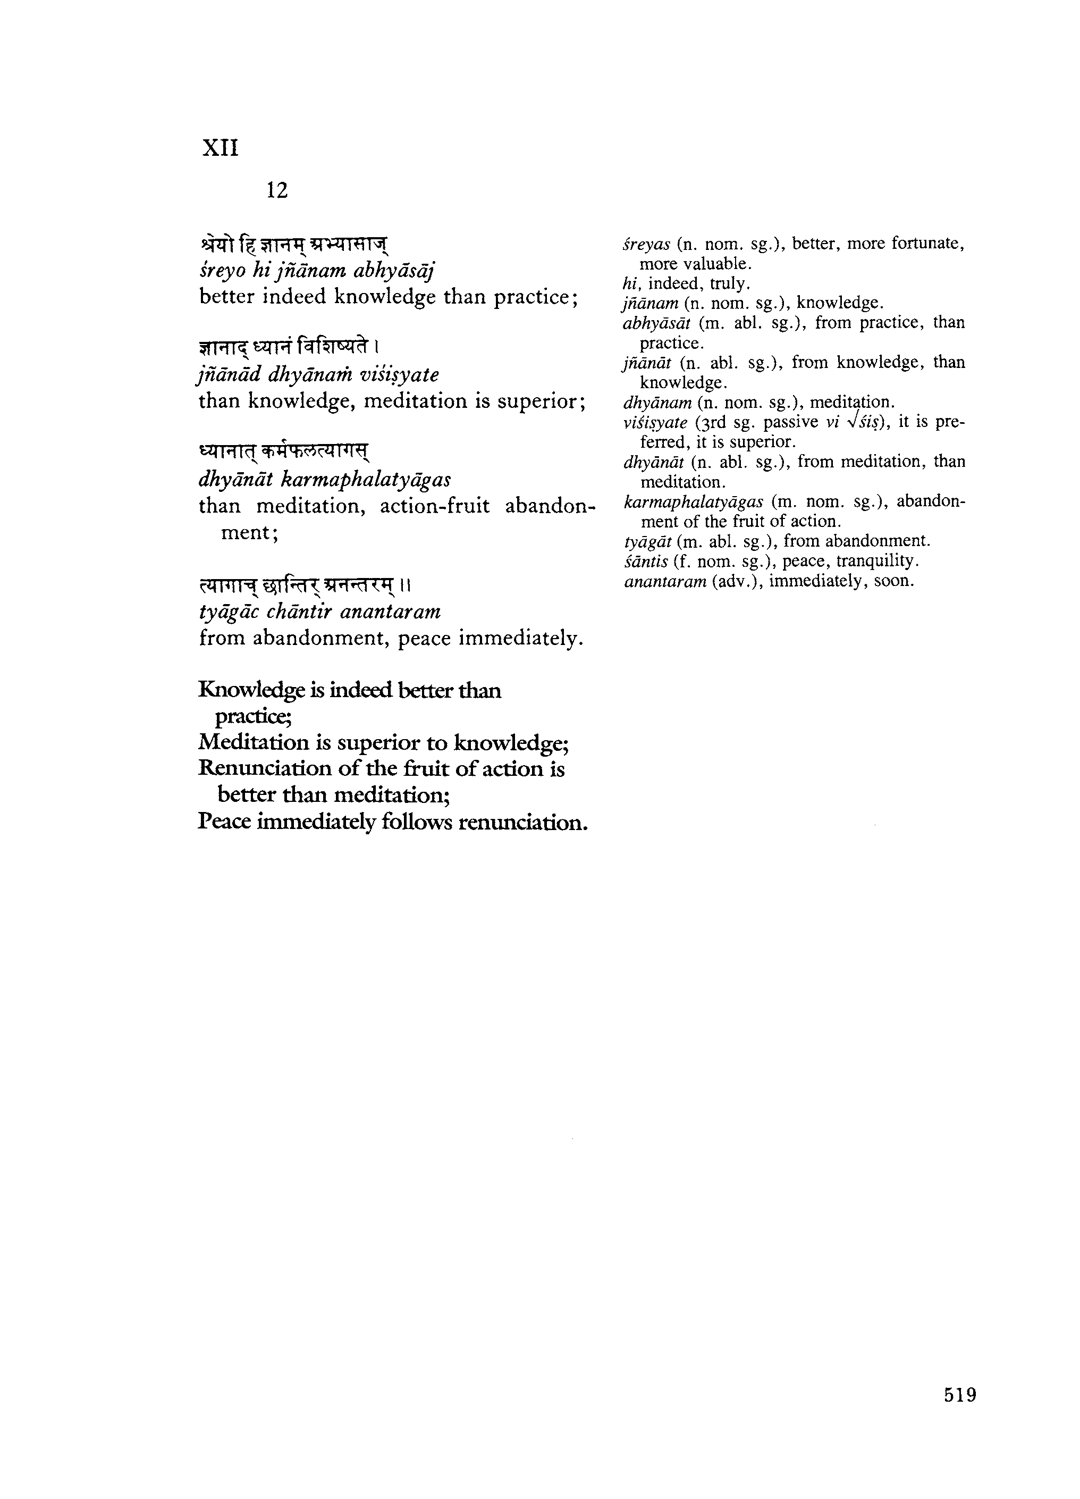 XII
12
श्रेयो हि ज्ञानम् अभ्यासाज्
śreyo hi jñānam abhyāsāj
better indeed knowledge than practice;
ज्ञानाद् ध्यानं विशिष्यते ।
jñānād dhyānaṁ viśiṣyate
than knowledge, meditation is superior;
ध्यानात् कर्मफलत्यागस्
dhyānāt karmaphalatyāgas
than meditation, action-fruit abandon-
ment;
त्यागाच् छान्तिर् अनन्तरम् ॥
tyāgāc chāntir anantaram
from abandonment, peace immediately.
Knowledge is indeed better than
practice;
Meditation is superior to knowledge;
Renunciation of the fruit of action is
better than meditation;
Peace immediately follows renunciation.
śreyas (n. nom. sg.), better, more fortunate,
more valuable.
hi, indeed, truly.
jñānam (n. nom. sg.), knowledge.
abhyāsāt (m. abl. sg.), from practice, than
practice.
jñānāt (n. abl. sg.), from knowledge, than
knowledge.
dhyānam (n. nom. sg.), meditation.
viśiṣyate (3rd sg. passive vi √śiṣ), it is pre-
ferred, it is superior.
dhyānāt (n. abl. sg.), from meditation, than
meditation.
karmaphalatyāgas (m. nom. sg.), abandon-
ment of the fruit of action.
tyāgāt (m. abl. sg.), from abandonment.
śāntis (f. nom. sg.), peace, tranquility.
anantaram (adv.), immediately, soon.
519